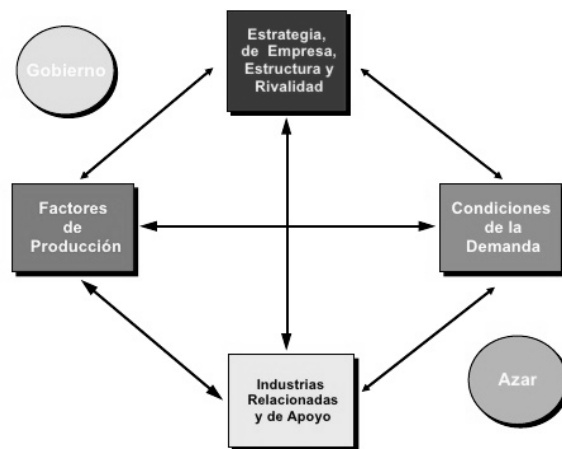 Estrategia,
de Empresa,
Estructura y
Rivalidad
Gobierno
Factores
de
Producción
Condiciones
de la
Demanda
Industrias
Relacionadas
y de Apoyo
Azar